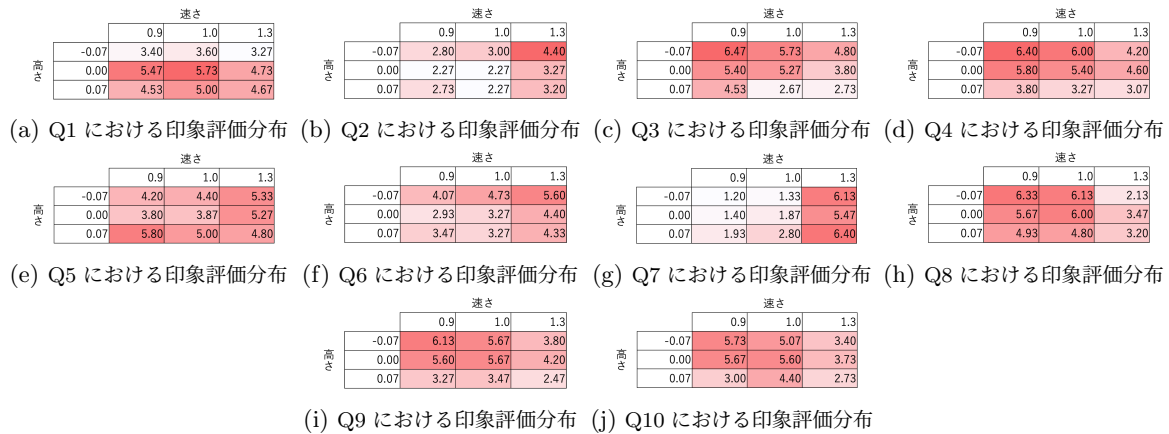 速さ
0.9 1.0 1.3
高さ
-0.07 3.40 3.60 3.27
0.00 5.47 5.73 4.73
0.07 4.53 5.00 4.67
(a) Q1 における印象評価分布
速さ
0.9 1.0 1.3
高さ
-0.07 2.80 3.00 4.40
0.00 2.27 2.27 3.27
0.07 2.73 2.27 3.20
(b) Q2 における印象評価分布
速さ
0.9 1.0 1.3
高さ
-0.07 6.47 5.73 4.80
0.00 5.40 5.27 3.80
0.07 4.53 2.67 2.73
(c) Q3 における印象評価分布
速さ
0.9 1.0 1.3
高さ
-0.07 6.40 6.00 4.20
0.00 5.80 5.40 4.60
0.07 3.80 3.27 3.07
(d) Q4 における印象評価分布
速さ
0.9 1.0 1.3
高さ
-0.07 4.20 4.40 5.33
0.00 3.80 3.87 5.27
0.07 5.80 5.00 4.80
(e) Q5 における印象評価分布
速さ
0.9 1.0 1.3
高さ
-0.07 4.07 4.73 5.60
0.00 2.93 3.27 4.40
0.07 3.47 3.27 4.33
(f) Q6 における印象評価分布
速さ
0.9 1.0 1.3
高さ
-0.07 1.20 1.33 6.13
0.00 1.40 1.87 5.47
0.07 1.93 2.80 6.40
(g) Q7 における印象評価分布
速さ
0.9 1.0 1.3
高さ
-0.07 6.33 6.13 2.13
0.00 5.67 6.00 3.47
0.07 4.93 4.80 3.20
(h) Q8 における印象評価分布
速さ
0.9 1.0 1.3
高さ
-0.07 6.13 5.67 3.80
0.00 5.60 5.67 4.20
0.07 3.27 3.47 2.47
(i) Q9 における印象評価分布
速さ
0.9 1.0 1.3
高さ
-0.07 5.73 5.07 3.40
0.00 5.67 5.60 3.73
0.07 3.00 4.40 2.73
(j) Q10 における印象評価分布